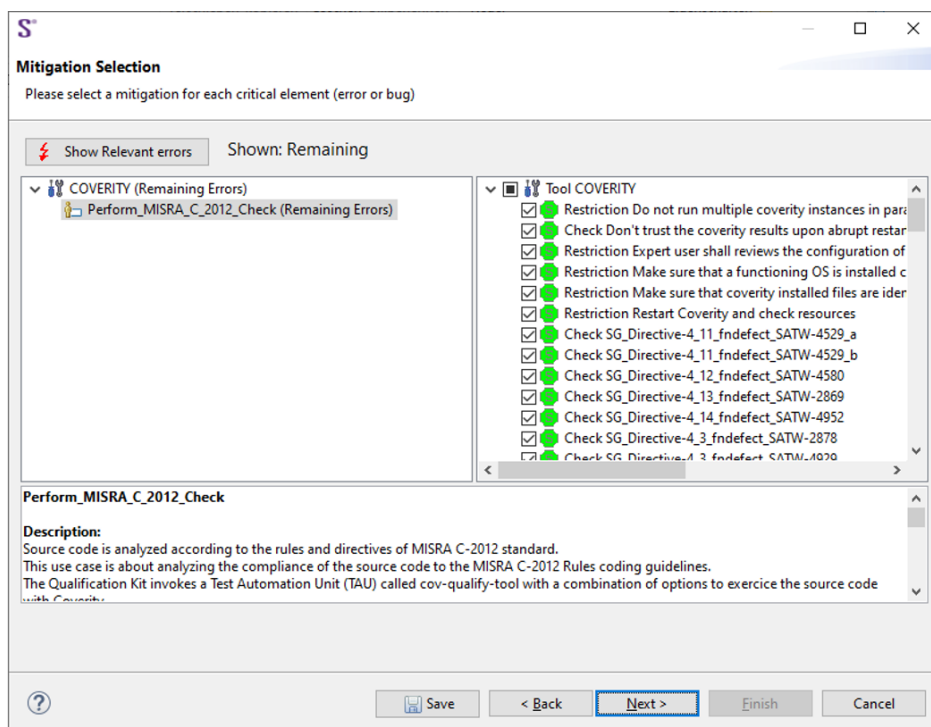 S
Mitigation Selection
Please select a mitigation for each critical element (error or bug)
Show Relevant errors
Shown: Remaining
COVERITY (Remaining Errors)
Perform_MISRA_C_2012_Check (Remaining Errors)
Tool COVERITY
Restriction Do not run multiple coverity instances in para
Check Don't trust the coverity results upon abrupt restar
Restriction Expert user shall reviews the configuration of
Restriction Make sure that a functioning OS is installed c
Restriction Make sure that coverity installed files are iden
Restriction Restart Coverity and check resources
Check SG_Directive-4_11_fndefect_SATW-4529_a
Check SG_Directive-4_11_fndefect_SATW-4529_b
Check SG_Directive-4_12_fndefect_SATW-4580
Check SG_Directive-4_13_fndefect_SATW-2869
Check SG_Directive-4_14_fndefect_SATW-4952
Check SG_Directive-4_3_fndefect_SATW-2878
Check SG_Directive-4_3_fndefect_SATW-4929
Perform_MISRA_C_2012_Check
Description:
Source code is analyzed according to the rules and directives of MISRA C-2012 standard.
This use case is about analyzing the compliance of the source code to the MISRA C-2012 Rules coding guidelines.
The Qualification Kit invokes a Test Automation Unit (TAU) called cov-qualify-tool with a combination of options to exercice the source code
with Coverity.
Save
< Back
Next >
Finish
Cancel